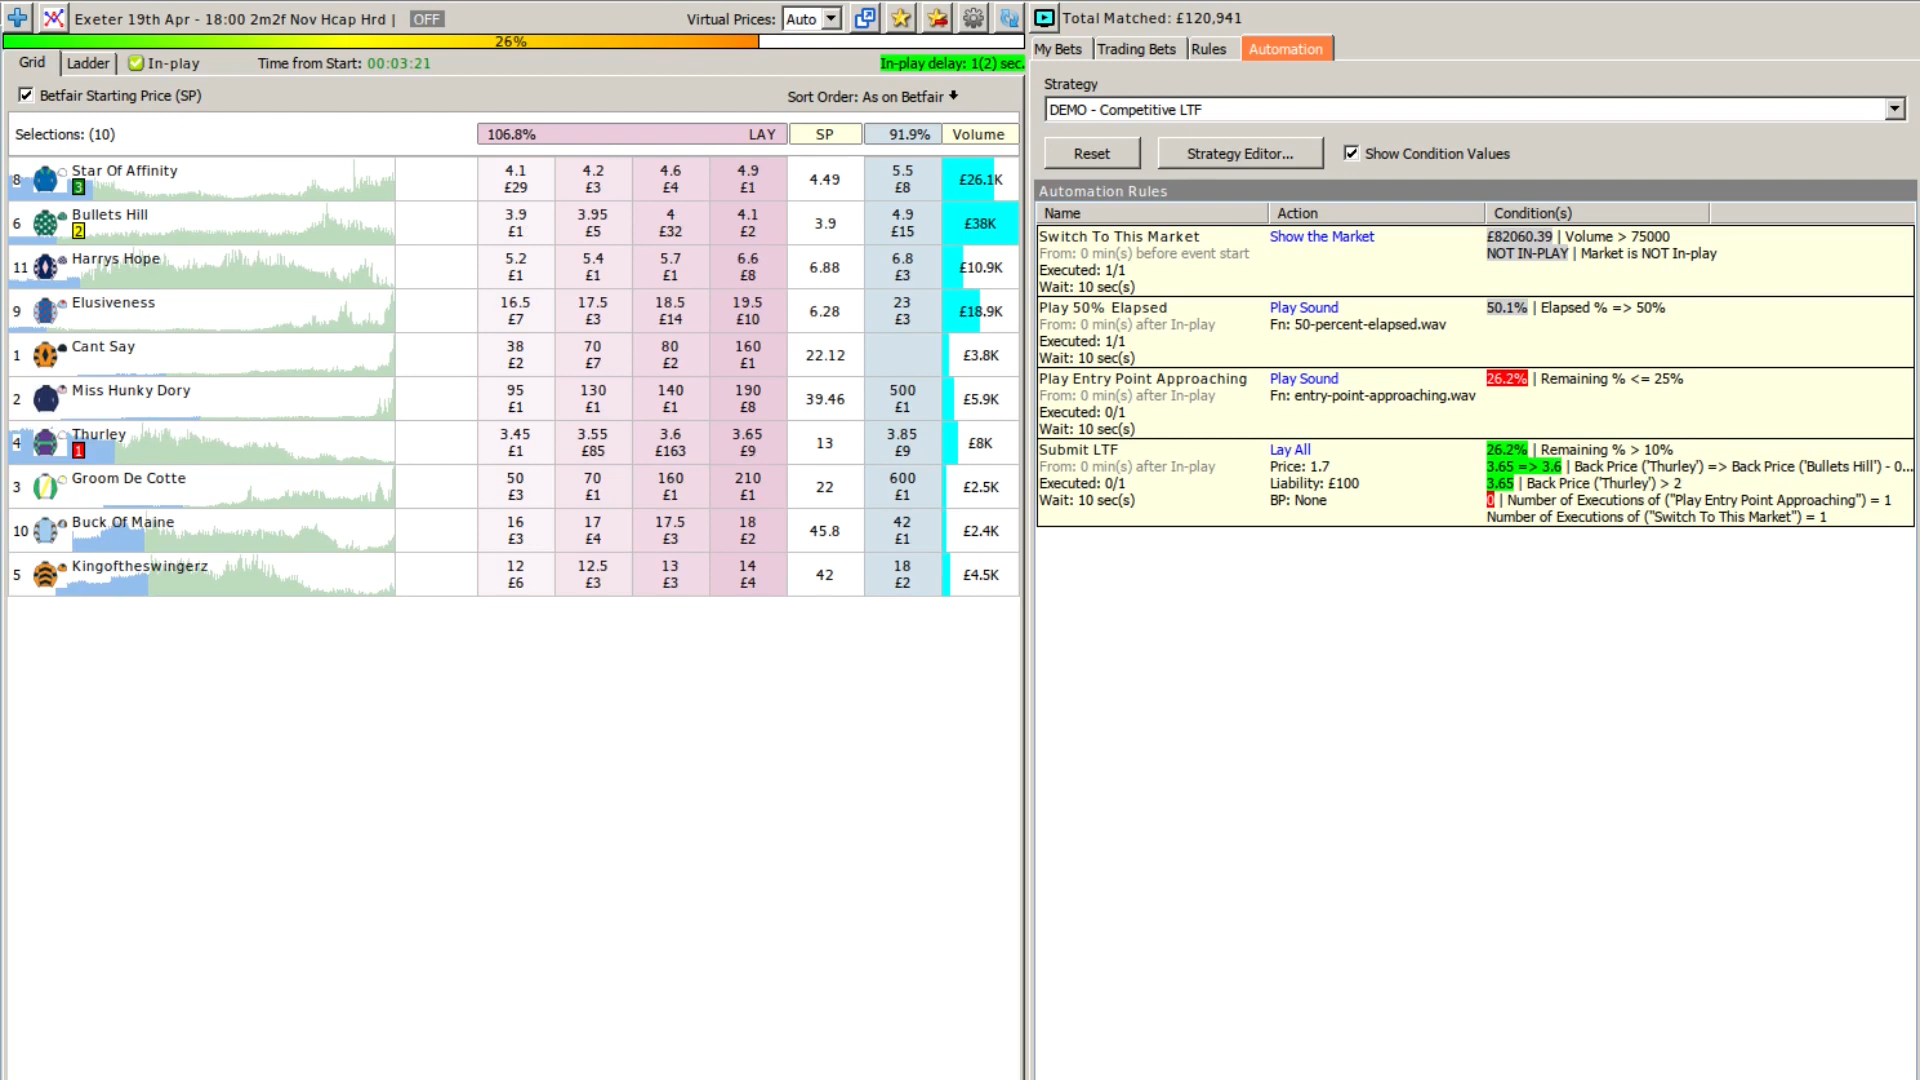 Exeter 19th Apr - 18:00 2m2f Nov Hcap Hrd | OFF Virtual Prices: Auto
26%
Grid Ladder In-play Time from Start: 00:03:21 In-play delay: 1(2) sec.
Betfair Starting Price (SP) Sort Order: As on Betfair
Selections: (10) 106.8% LAY SP 91.9% Volume
8 Star Of Affinity 3 4.1 4.2 4.6 4.9 4.49 5.5 £26.1K
£29 £3 £4 £1 £8
6 Bullets Hill 2 3.9 3.95 4 4.1 3.9 4.9 £38K
£1 £5 £32 £2 £15
11 Harrys Hope 5.2 5.4 5.7 6.6 6.88 6.8 £10.9K
£1 £1 £1 £8 £3
9 Elusiveness 16.5 17.5 18.5 19.5 6.28 23 £18.9K
£7 £3 £14 £10 £3
1 Cant Say 38 70 80 160 22.12 £3.8K
£2 £7 £2 £1
2 Miss Hunky Dory 95 130 140 190 39.46 500 £5.9K
£1 £1 £1 £8 £1
4 Thurley 1 3.45 3.55 3.6 3.65 13 3.85 £8K
£1 £85 £163 £9 £9
3 Groom De Cotte 50 70 160 210 22 600 £2.5K
£3 £1 £1 £1 £1
10 Buck Of Maine 16 17 17.5 18 45.8 42 £2.4K
£3 £4 £3 £2 £1
5 Kingoftheswingerz 12 12.5 13 14 42 18 £4.5K
£6 £3 £3 £4 £2
Total Matched: £120,941
My Bets Trading Bets Rules Automation
Strategy
DEMO - Competitive LTF
Reset Strategy Editor... Show Condition Values
Automation Rules
Name Action Condition(s)
Switch To This Market Show the Market £82060.39 | Volume > 75000
From: 0 min(s) before event start NOT IN-PLAY | Market is NOT In-play
Executed: 1/1
Wait: 10 sec(s)
Play 50% Elapsed Play Sound 50.1% | Elapsed % => 50%
From: 0 min(s) after In-play Fn: 50-percent-elapsed.wav
Executed: 1/1
Wait: 10 sec(s)
Play Entry Point Approaching Play Sound 26.2% | Remaining % <= 25%
From: 0 min(s) after In-play Fn: entry-point-approaching.wav
Executed: 0/1
Wait: 10 sec(s)
Submit LTF Lay All 26.2% | Remaining % > 10%
From: 0 min(s) after In-play Price: 1.7 3.65 => 3.6 | Back Price ('Thurley') => Back Price ('Bullets Hill') - 0...
Executed: 0/1 Liability: £100 3.65 | Back Price ('Thurley') > 2
Wait: 10 sec(s) BP: None 0 | Number of Executions of ("Play Entry Point Approaching") = 1
Number of Executions of ("Switch To This Market") = 1